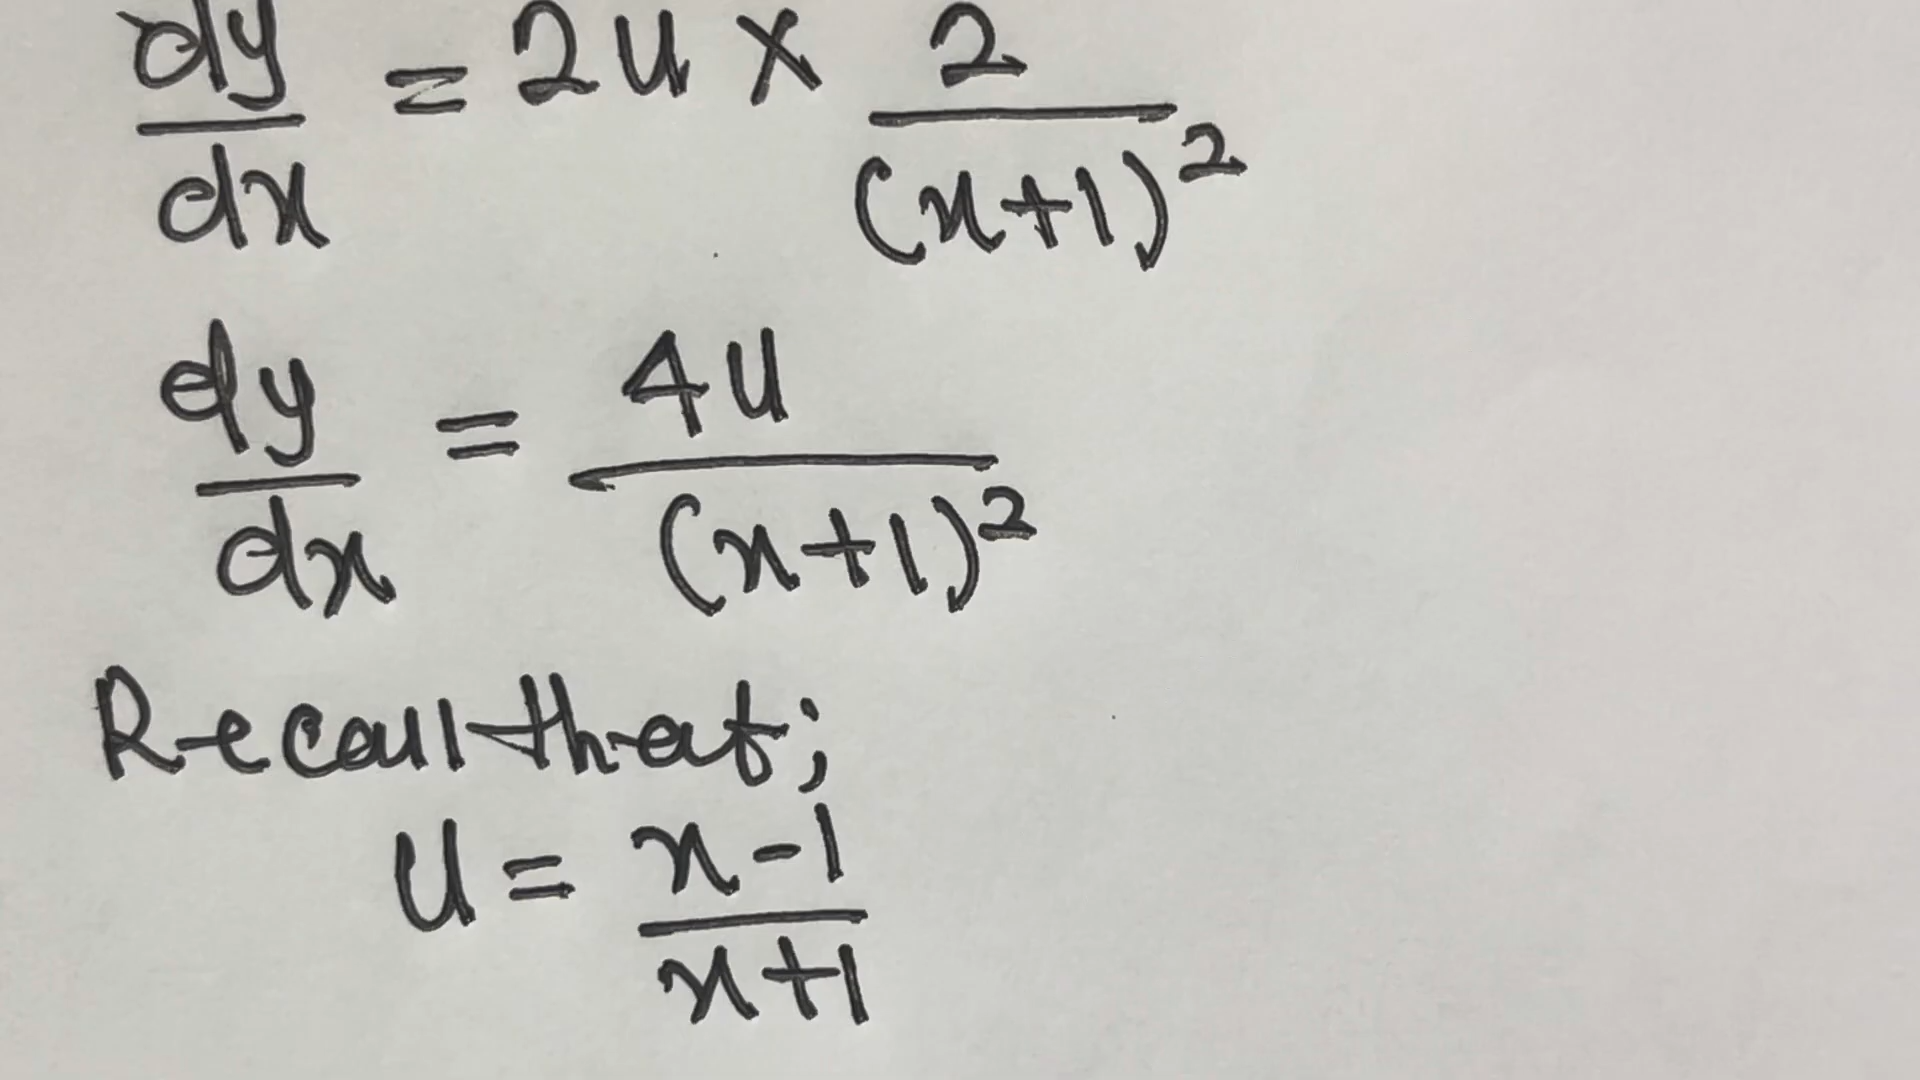 dy/dx = 2u × 2/(x+1)²
dy/dx = 4u/(x+1)²
Recall that;
u = x-1/x+1